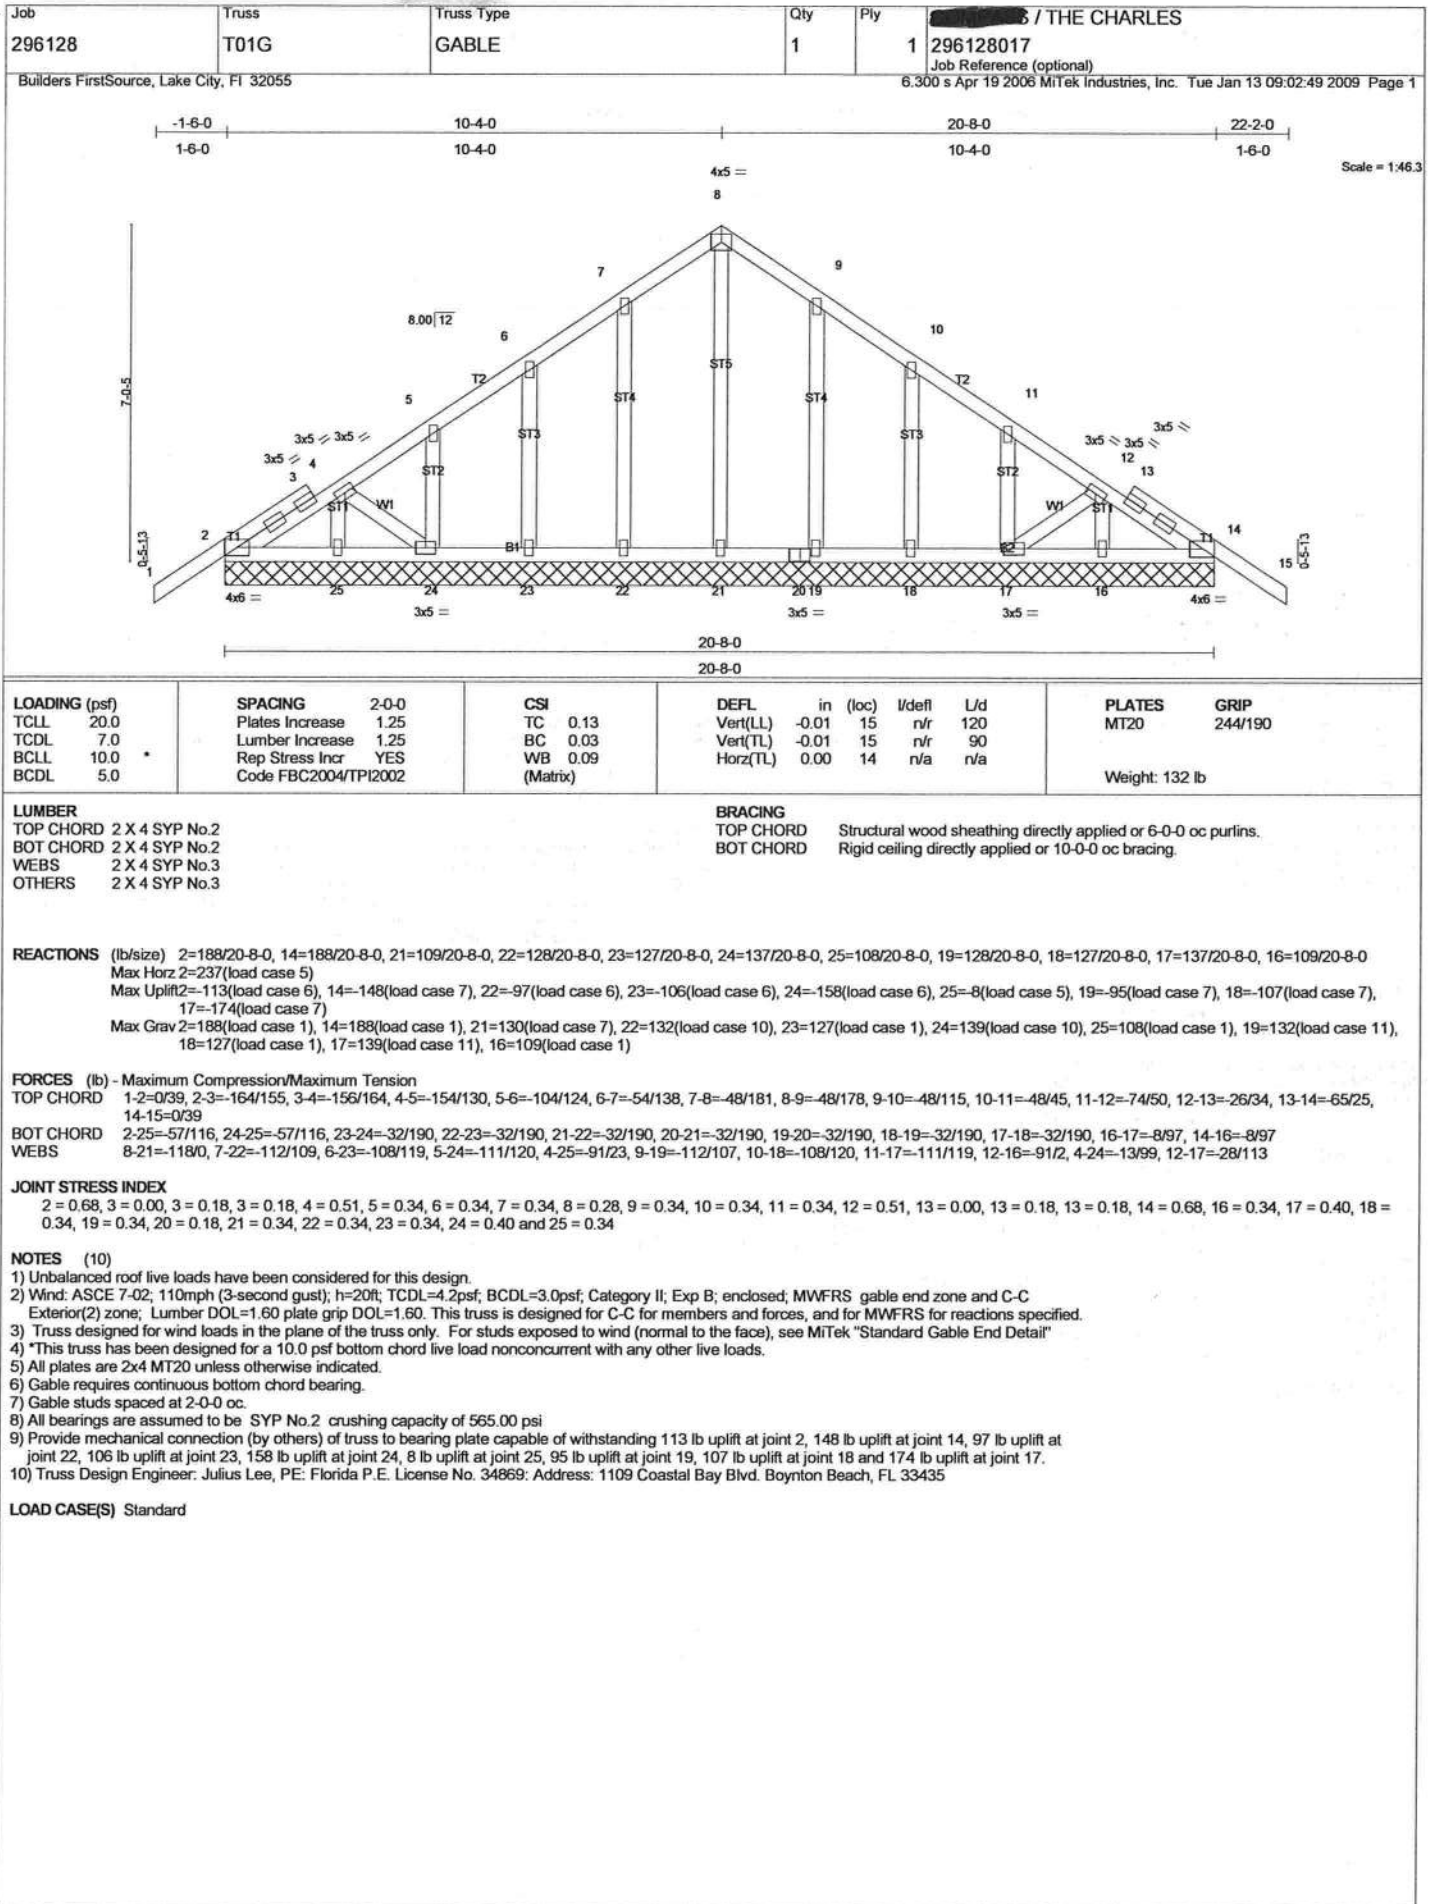 Job Truss Truss Type Qty Ply / THE CHARLES
296128 T01G GABLE 1 1 296128017
Job Reference (optional)
Builders FirstSource, Lake City, Fl 32055 6.300 s Apr 19 2006 MiTek Industries, Inc. Tue Jan 13 09:02:49 2009 Page 1
-1-6-0 10-4-0 20-8-0 22-2-0
1-6-0 10-4-0 10-4-0 1-6-0
Scale = 1:46.3
4x5 =
8
7 9
8.00 12
6 10
T2 ST5 T2
7-0-5
5 ST4 ST4 11
3x5 3x5 ST3 ST3 3x5 3x5 3x5
3x5 4 12
3 ST2 ST2 13
ST1 W1 W1 ST1
2 T1 T1 14
0-5-13 B1 B2 15 0-5-13
1
4x6 = 25 24 23 22 21 20 19 18 17 16 4x6 =
3x5 = 3x5 = 3x5 =
20-8-0
20-8-0
LOADING (psf) SPACING 2-0-0 CSI DEFL in (loc) l/defl L/d PLATES GRIP
TCLL 20.0 Plates Increase 1.25 TC 0.13 Vert(LL) -0.01 15 n/r 120 MT20 244/190
TCDL 7.0 Lumber Increase 1.25 BC 0.03 Vert(TL) -0.01 15 n/r 90
BCLL 10.0 * Rep Stress Incr YES WB 0.09 Horz(TL) 0.00 14 n/a n/a
BCDL 5.0 Code FBC2004/TPI2002 (Matrix) Weight: 132 lb
LUMBER BRACING
TOP CHORD 2 X 4 SYP No.2 TOP CHORD Structural wood sheathing directly applied or 6-0-0 oc purlins.
BOT CHORD 2 X 4 SYP No.2 BOT CHORD Rigid ceiling directly applied or 10-0-0 oc bracing.
WEBS 2 X 4 SYP No.3
OTHERS 2 X 4 SYP No.3
REACTIONS (lb/size) 2=188/20-8-0, 14=188/20-8-0, 21=109/20-8-0, 22=128/20-8-0, 23=127/20-8-0, 24=137/20-8-0, 25=108/20-8-0, 19=128/20-8-0, 18=127/20-8-0, 17=137/20-8-0, 16=109/20-8-0
Max Horz 2=237(load case 5)
Max Uplift2=-113(load case 6), 14=-148(load case 7), 22=-97(load case 6), 23=-106(load case 6), 24=-158(load case 6), 25=-8(load case 5), 19=-95(load case 7), 18=-107(load case 7),
17=-174(load case 7)
Max Grav 2=188(load case 1), 14=188(load case 1), 21=130(load case 7), 22=132(load case 10), 23=127(load case 1), 24=139(load case 10), 25=108(load case 1), 19=132(load case 11),
18=127(load case 1), 17=139(load case 11), 16=109(load case 1)
FORCES (lb) - Maximum Compression/Maximum Tension
TOP CHORD 1-2=0/39, 2-3=-164/155, 3-4=-156/164, 4-5=-154/130, 5-6=-104/124, 6-7=-54/138, 7-8=-48/181, 8-9=-48/178, 9-10=-48/115, 10-11=-48/45, 11-12=-74/50, 12-13=-26/34, 13-14=-65/25,
14-15=0/39
BOT CHORD 2-25=-57/116, 24-25=-57/116, 23-24=-32/190, 22-23=-32/190, 21-22=-32/190, 20-21=-32/190, 19-20=-32/190, 18-19=-32/190, 17-18=-32/190, 16-17=-8/97, 14-16=-8/97
WEBS 8-21=-118/0, 7-22=-112/109, 6-23=-108/119, 5-24=-111/120, 4-25=-91/23, 9-19=-112/107, 10-18=-108/120, 11-17=-111/119, 12-16=-91/2, 4-24=-13/99, 12-17=-28/113
JOINT STRESS INDEX
2 = 0.68, 3 = 0.00, 3 = 0.18, 3 = 0.18, 4 = 0.51, 5 = 0.34, 6 = 0.34, 7 = 0.34, 8 = 0.28, 9 = 0.34, 10 = 0.34, 11 = 0.34, 12 = 0.51, 13 = 0.00, 13 = 0.18, 13 = 0.18, 14 = 0.68, 16 = 0.34, 17 = 0.40, 18 =
0.34, 19 = 0.34, 20 = 0.18, 21 = 0.34, 22 = 0.34, 23 = 0.34, 24 = 0.40 and 25 = 0.34
NOTES (10)
1) Unbalanced roof live loads have been considered for this design.
2) Wind: ASCE 7-02; 110mph (3-second gust); h=20ft; TCDL=4.2psf; BCDL=3.0psf; Category II; Exp B; enclosed; MWFRS gable end zone and C-C
Exterior(2) zone; Lumber DOL=1.60 plate grip DOL=1.60. This truss is designed for C-C for members and forces, and for MWFRS for reactions specified.
3) Truss designed for wind loads in the plane of the truss only. For studs exposed to wind (normal to the face), see MiTek "Standard Gable End Detail"
4) *This truss has been designed for a 10.0 psf bottom chord live load nonconcurrent with any other live loads.
5) All plates are 2x4 MT20 unless otherwise indicated.
6) Gable requires continuous bottom chord bearing.
7) Gable studs spaced at 2-0-0 oc.
8) All bearings are assumed to be SYP No.2 crushing capacity of 565.00 psi
9) Provide mechanical connection (by others) of truss to bearing plate capable of withstanding 113 lb uplift at joint 2, 148 lb uplift at joint 14, 97 lb uplift at
joint 22, 106 lb uplift at joint 23, 158 lb uplift at joint 24, 8 lb uplift at joint 25, 95 lb uplift at joint 19, 107 lb uplift at joint 18 and 174 lb uplift at joint 17.
10) Truss Design Engineer: Julius Lee, PE: Florida P.E. License No. 34869: Address: 1109 Coastal Bay Blvd. Boynton Beach, FL 33435
LOAD CASE(S) Standard